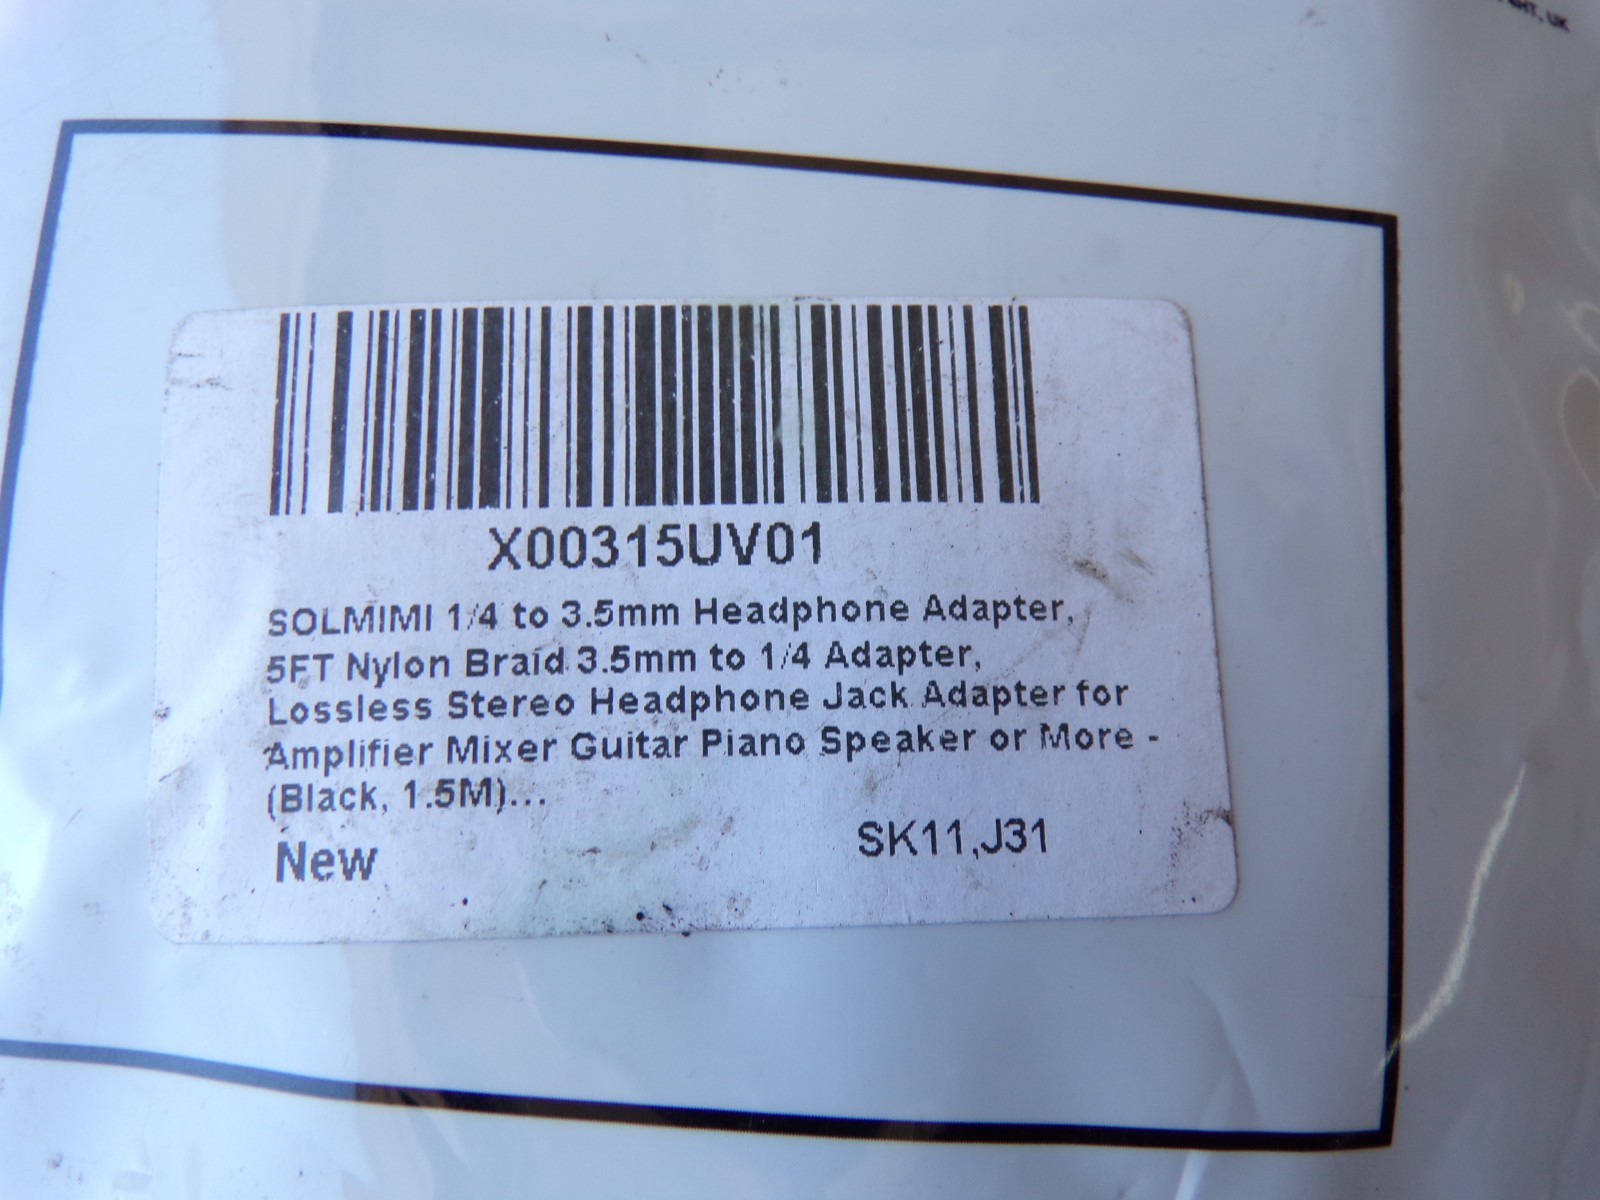 UK
X00315UV01
SOLMIMI 1/4 to 3.5mm Headphone Adapter,
5FT Nylon Braid 3.5mm to 1/4 Adapter,
Lossless Stereo Headphone Jack Adapter for
Amplifier Mixer Guitar Piano Speaker or More -
(Black, 1.5M)...
New
SK11,J31